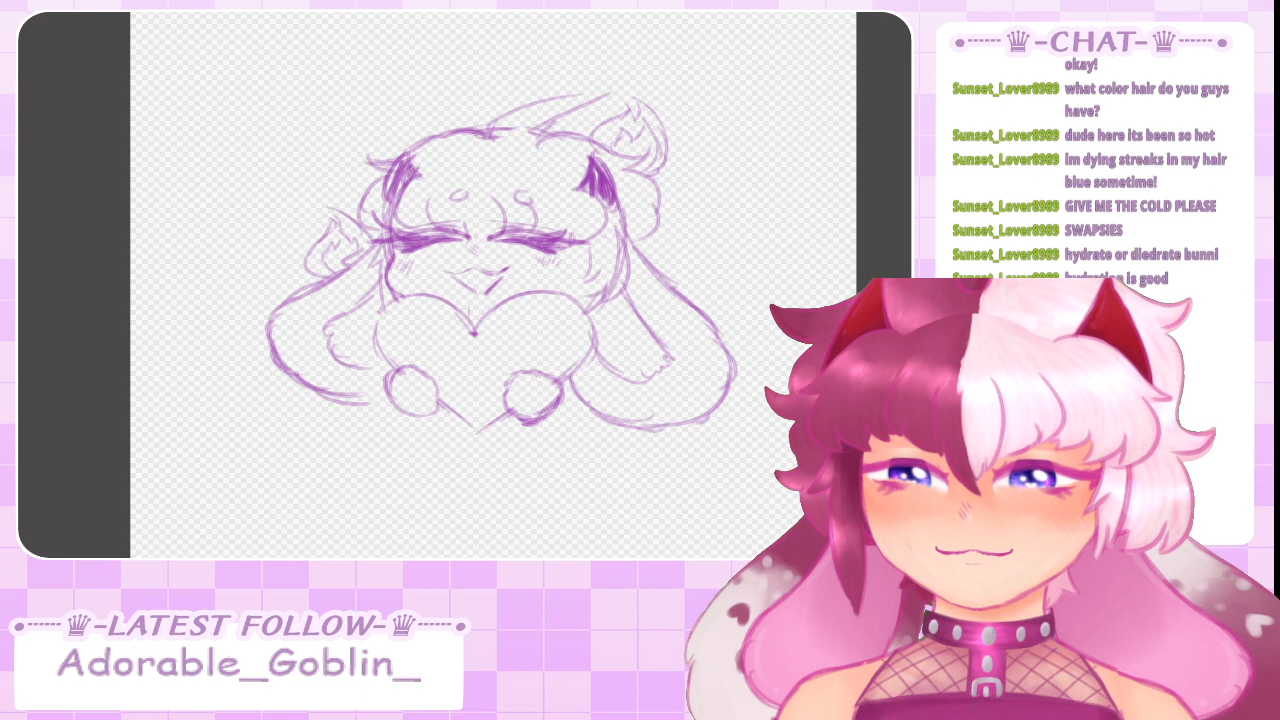 -CHAT-
okay!
Sunset_Lover8989 what color hair do you guys
have?
Sunset_Lover8989 dude here its been so hot
Sunset_Lover8989 im dying streaks in my hair
blue sometime!
Sunset_Lover8989 GIVE ME THE COLD PLEASE
Sunset_Lover8989 SWAPSIES
Sunset_Lover8989 hydrate or diedrate bunni
Sunset_Lover8989 hydration is good
-LATEST FOLLOW-
Adorable_Goblin_